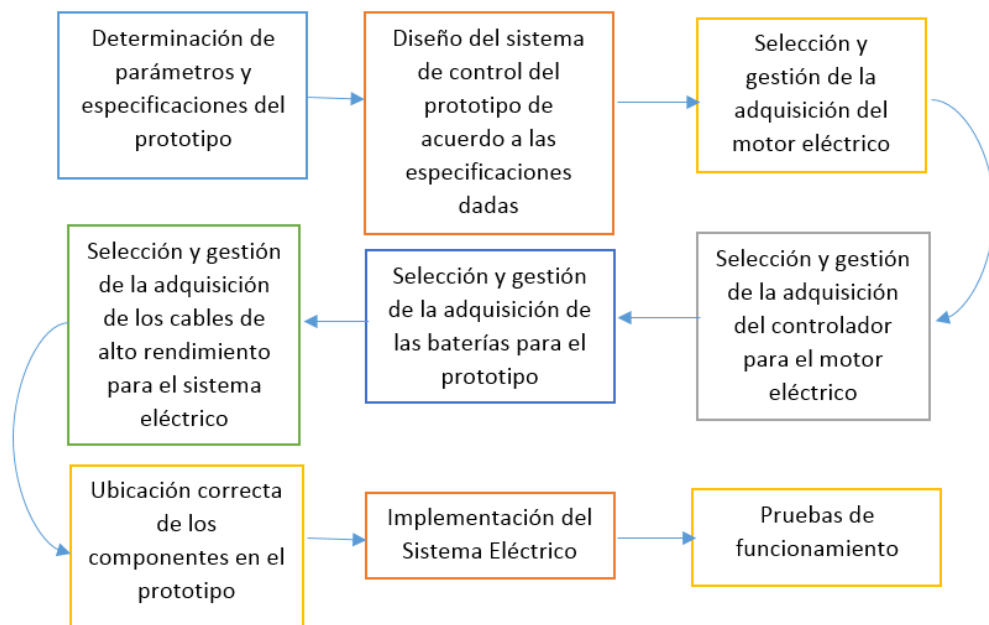 Determinación de
parámetros y
especificaciones del
prototipo
Diseño del sistema
de control del
prototipo de
acuerdo a las
especificaciones
dadas
Selección y
gestión de la
adquisición del
motor eléctrico
Selección y gestión
de la adquisición
del controlador
para el motor
eléctrico
Selección y gestión
de la adquisición de
las baterías para el
prototipo
Selección y gestión
de la adquisición
de los cables de
alto rendimiento
para el sistema
eléctrico
Ubicación correcta
de los
componentes en el
prototipo
Implementación del
Sistema Eléctrico
Pruebas de
funcionamiento